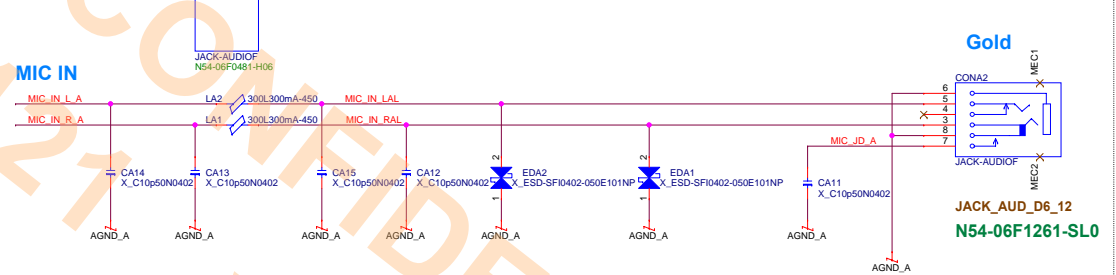 CONFIDE
21
JACK-AUDIOF
N54-06F0481-H06
MIC IN
Gold
MEC1
CONA2
MIC_IN_L_A
LA2
300L300mA-450
MIC_IN_LAL
MIC_IN_R_A
LA1
300L300mA-450
MIC_IN_RAL
6
5
4
3
8
7
MIC_JD_A
JACK-AUDIOF
MEC2
CA14
X_C10p50N0402
CA13
X_C10p50N0402
CA15
X_C10p50N0402
CA12
X_C10p50N0402
2
EDA2
X_ESD-SFI0402-050E101NP
1
2
EDA1
X_ESD-SFI0402-050E101NP
1
CA11
X_C10p50N0402
AGND_A
AGND_A
AGND_A
AGND_A
AGND_A
AGND_A
AGND_A
AGND_A
JACK_AUD_D6_12
N54-06F1261-SL0